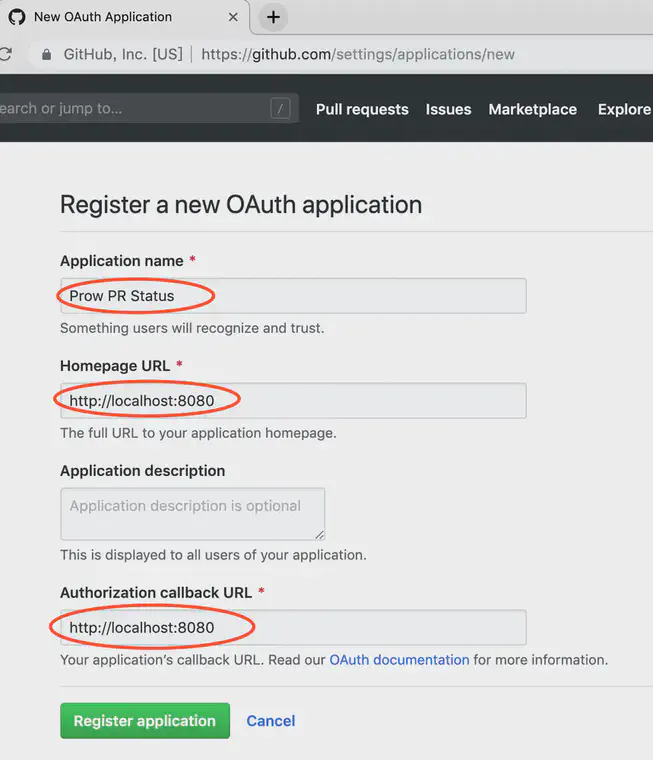 New OAuth Application
GitHub, Inc. [US] https://github.com/settings/applications/new
earch or jump to... / Pull requests Issues Marketplace Explore
Register a new OAuth application
Application name *
Prow PR Status
Something users will recognize and trust.
Homepage URL *
http://localhost:8080
The full URL to your application homepage.
Application description
Application description is optional
This is displayed to all users of your application.
Authorization callback URL *
http://localhost:8080
Your application’s callback URL. Read our OAuth documentation for more information.
Register application Cancel